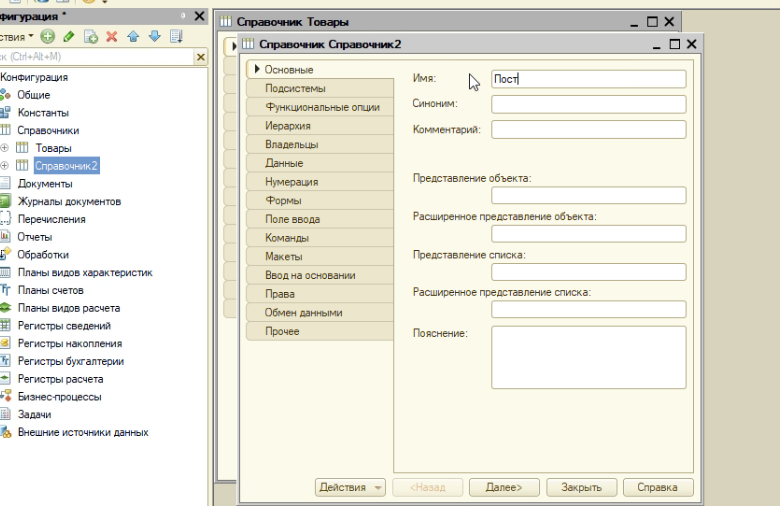 фигурация *
ствия
к (Ctrl+Alt+M)
Конфигурация
Общие
Константы
Справочники
Товары
Справочник2
Документы
Журналы документов
Перечисления
Отчеты
Обработки
Планы видов характеристик
Планы счетов
Планы видов расчета
Регистры сведений
Регистры накопления
Регистры бухгалтерии
Регистры расчета
Бизнес-процессы
Задачи
Внешние источники данных
Справочник Товары
Справочник Справочник2
Основные
Подсистемы
Функциональные опции
Иерархия
Владельцы
Данные
Нумерация
Формы
Поле ввода
Команды
Макеты
Ввод на основании
Права
Обмен данными
Прочее
Имя: Пост
Синоним:
Комментарий:
Представление объекта:
Расширенное представление объекта:
Представление списка:
Расширенное представление списка:
Пояснение:
Действия <Назад Далее> Закрыть Справка